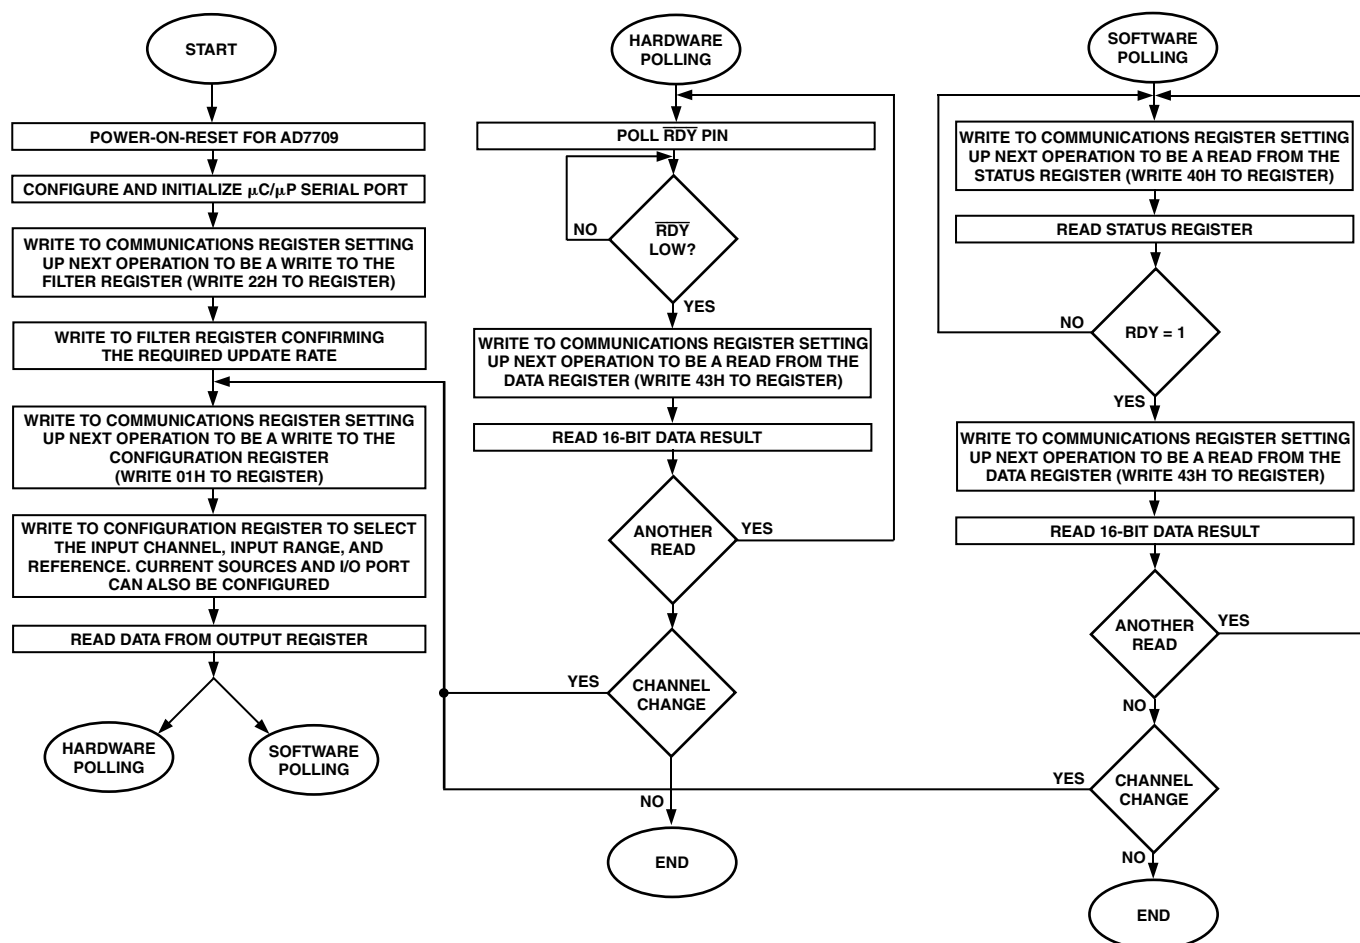 START
POWER-ON-RESET FOR AD7709
CONFIGURE AND INITIALIZE μC/μP SERIAL PORT
WRITE TO COMMUNICATIONS REGISTER SETTING
UP NEXT OPERATION TO BE A WRITE TO THE
FILTER REGISTER (WRITE 22H TO REGISTER)
WRITE TO FILTER REGISTER CONFIRMING
THE REQUIRED UPDATE RATE
WRITE TO COMMUNICATIONS REGISTER SETTING
UP NEXT OPERATION TO BE A WRITE TO THE
CONFIGURATION REGISTER
(WRITE 01H TO REGISTER)
WRITE TO CONFIGURATION REGISTER TO SELECT
THE INPUT CHANNEL, INPUT RANGE, AND
REFERENCE. CURRENT SOURCES AND I/O PORT
CAN ALSO BE CONFIGURED
READ DATA FROM OUTPUT REGISTER
HARDWARE
POLLING
SOFTWARE
POLLING
HARDWARE
POLLING
POLL R̅D̅Y̅ PIN
R̅D̅Y̅
LOW?
NO
YES
WRITE TO COMMUNICATIONS REGISTER SETTING
UP NEXT OPERATION TO BE A READ FROM THE
DATA REGISTER (WRITE 43H TO REGISTER)
READ 16-BIT DATA RESULT
ANOTHER
READ
YES
CHANNEL
CHANGE
YES
NO
END
SOFTWARE
POLLING
WRITE TO COMMUNICATIONS REGISTER SETTING
UP NEXT OPERATION TO BE A READ FROM THE
STATUS REGISTER (WRITE 40H TO REGISTER)
READ STATUS REGISTER
RDY = 1
NO
YES
WRITE TO COMMUNICATIONS REGISTER SETTING
UP NEXT OPERATION TO BE A READ FROM THE
DATA REGISTER (WRITE 43H TO REGISTER)
READ 16-BIT DATA RESULT
ANOTHER
READ
YES
NO
CHANNEL
CHANGE
YES
NO
END